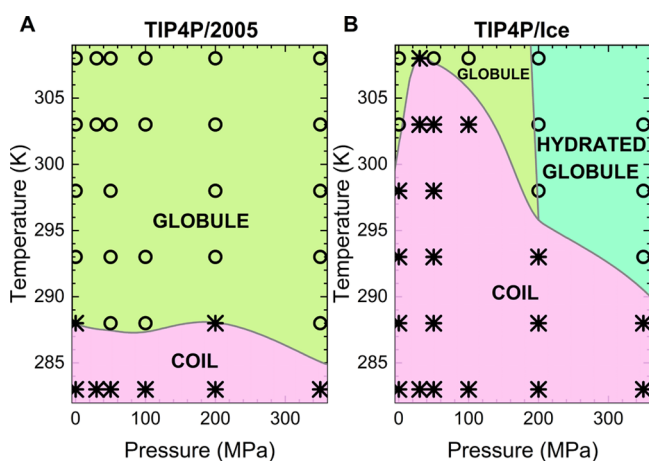 A TIP4P/2005
B TIP4P/Ice
Temperature (K)
305
300
295
290
285
GLOBULE
COIL
0 100 200 300
Pressure (MPa)
Temperature (K)
305
300
295
290
285
GLOBULE
HYDRATED
GLOBULE
COIL
0 100 200 300
Pressure (MPa)